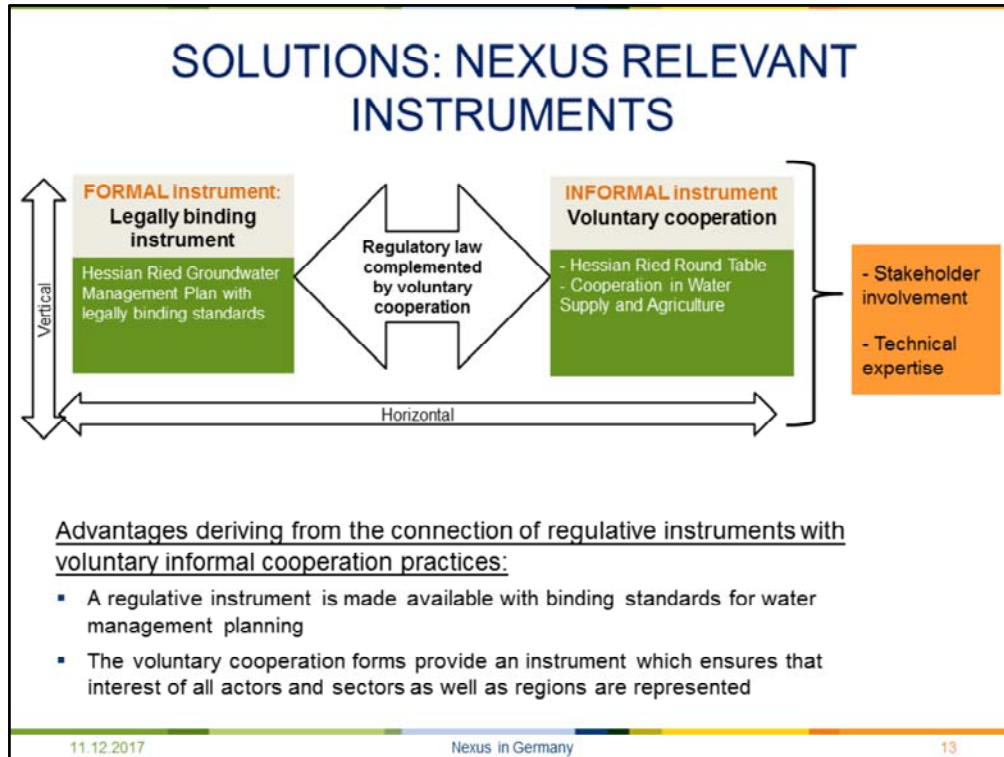 SOLUTIONS: NEXUS RELEVANT
INSTRUMENTS
Vertical
FORMAL instrument:
Legally binding
instrument
Hessian Ried Groundwater
Management Plan with
legally binding standards
Regulatory law
complemented
by voluntary
cooperation
INFORMAL instrument
Voluntary cooperation
- Hessian Ried Round Table
- Cooperation in Water
Supply and Agriculture
- Stakeholder
involvement
- Technical
expertise
Horizontal
Advantages deriving from the connection of regulative instruments with
voluntary informal cooperation practices:
▪ A regulative instrument is made available with binding standards for water
management planning
▪ The voluntary cooperation forms provide an instrument which ensures that
interest of all actors and sectors as well as regions are represented
11.12.2017
Nexus in Germany
13